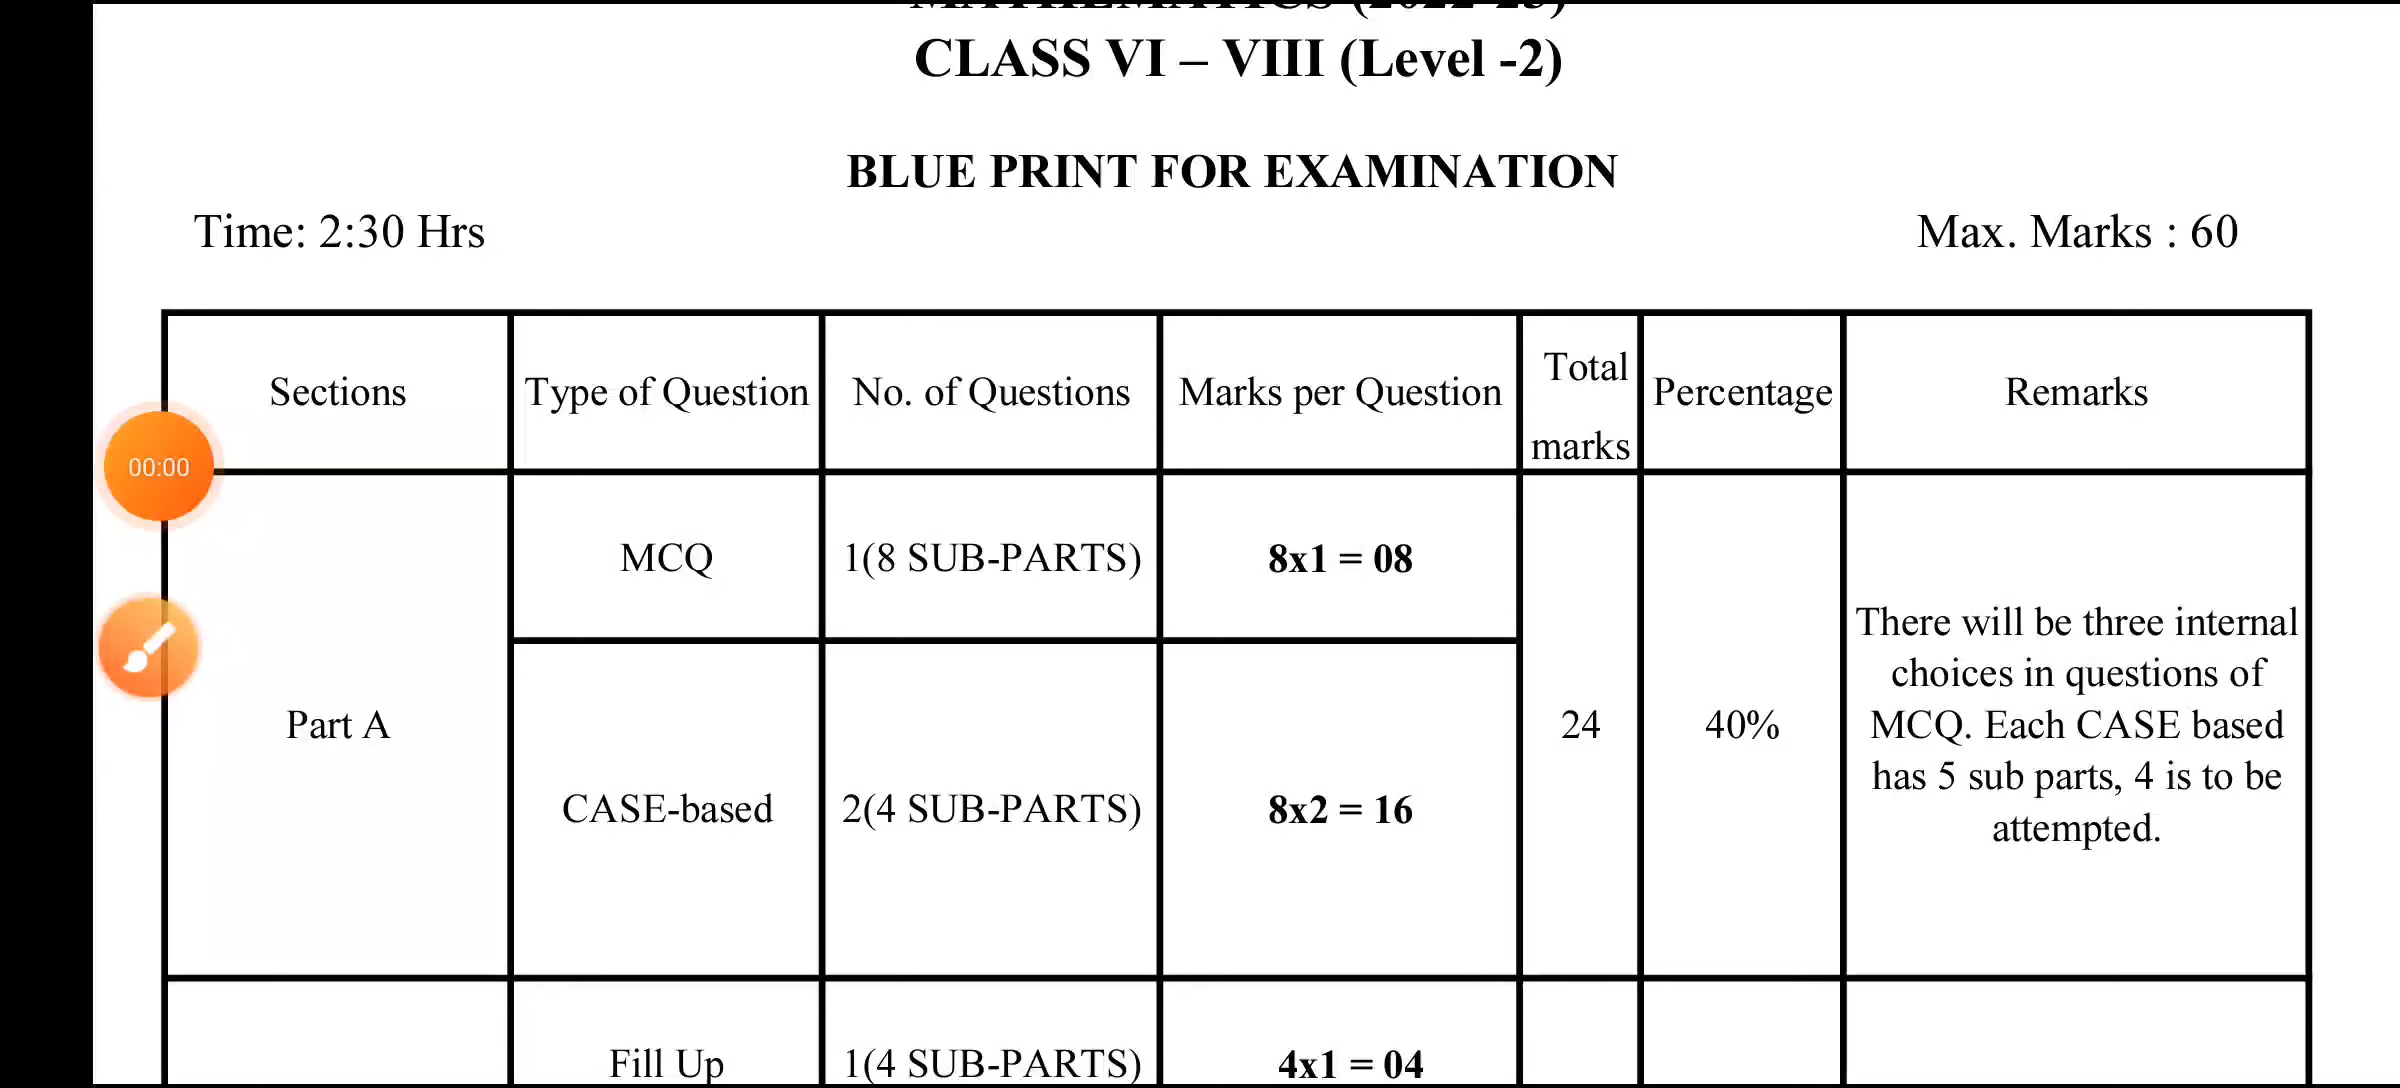 MATHEMATICS (2022-23)
CLASS VI – VIII (Level -2)
BLUE PRINT FOR EXAMINATION
Time: 2:30 Hrs
Max. Marks : 60
Sections
Type of Question
No. of Questions
Marks per Question
Total
marks
Percentage
Remarks
00:00
Part A
MCQ
1(8 SUB-PARTS)
8x1 = 08
CASE-based
2(4 SUB-PARTS)
8x2 = 16
24
40%
There will be three internal
choices in questions of
MCQ. Each CASE based
has 5 sub parts, 4 is to be
attempted.
Fill Up
1(4 SUB-PARTS)
4x1 = 04